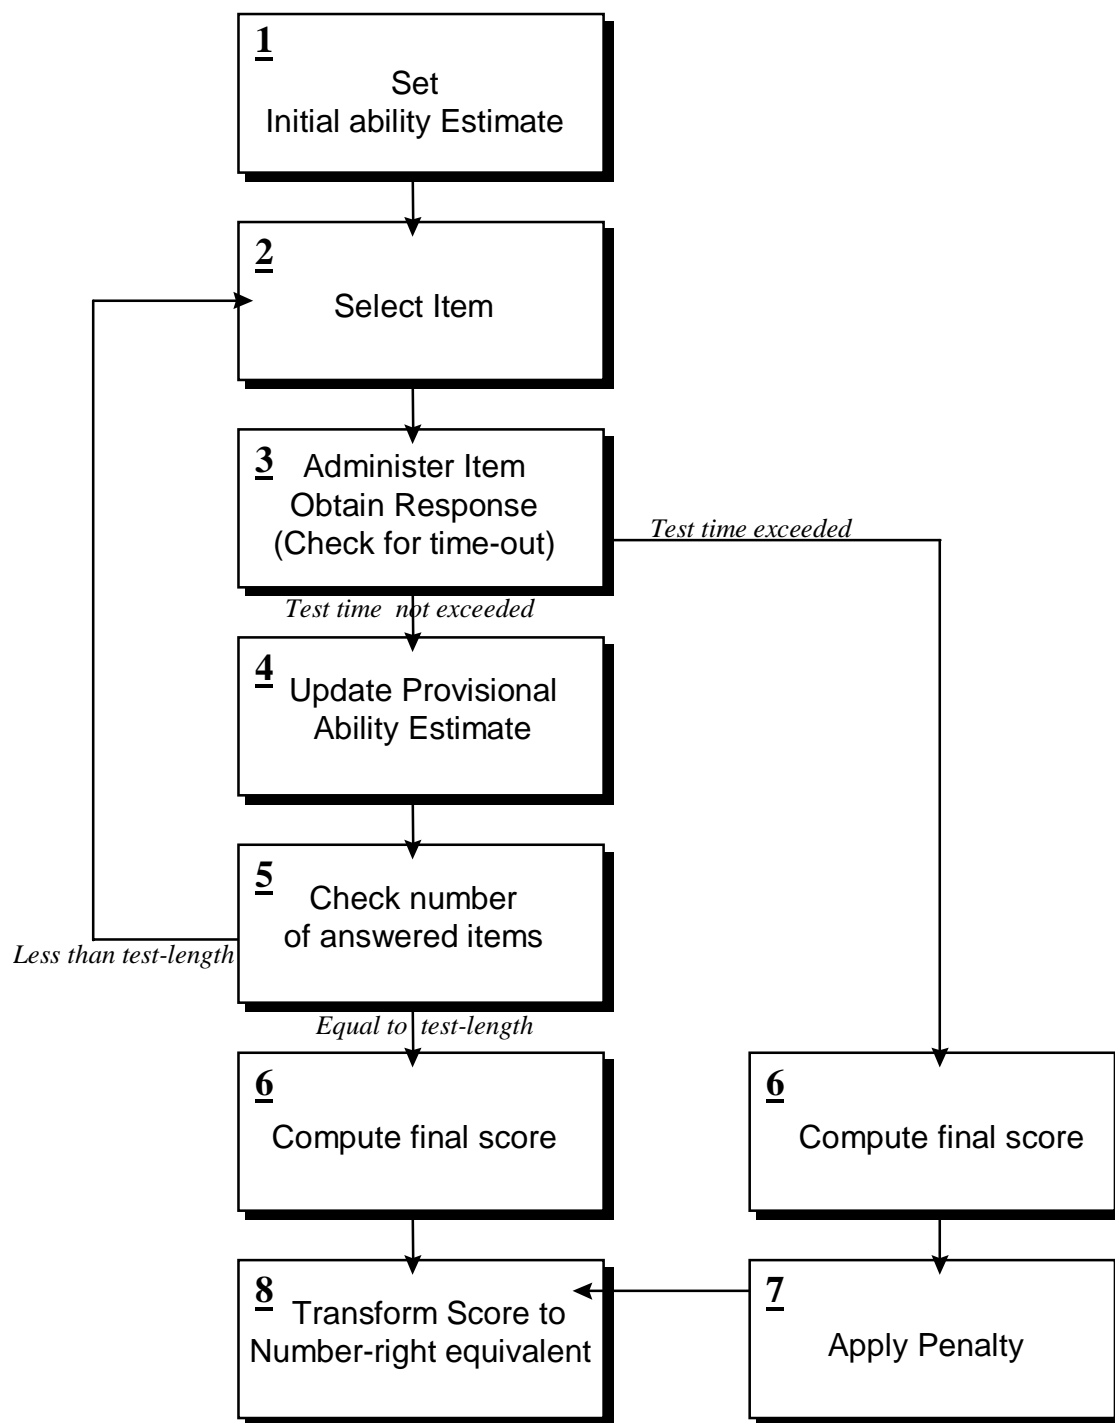 1
Set
Initial ability Estimate
2
Select Item
3
Administer Item
Obtain Response
(Check for time-out)
Test time exceeded
Test time not exceeded
4
Update Provisional
Ability Estimate
5
Check number
of answered items
Less than test-length
Equal to test-length
6
Compute final score
6
Compute final score
8
Transform Score to
Number-right equivalent
7
Apply Penalty